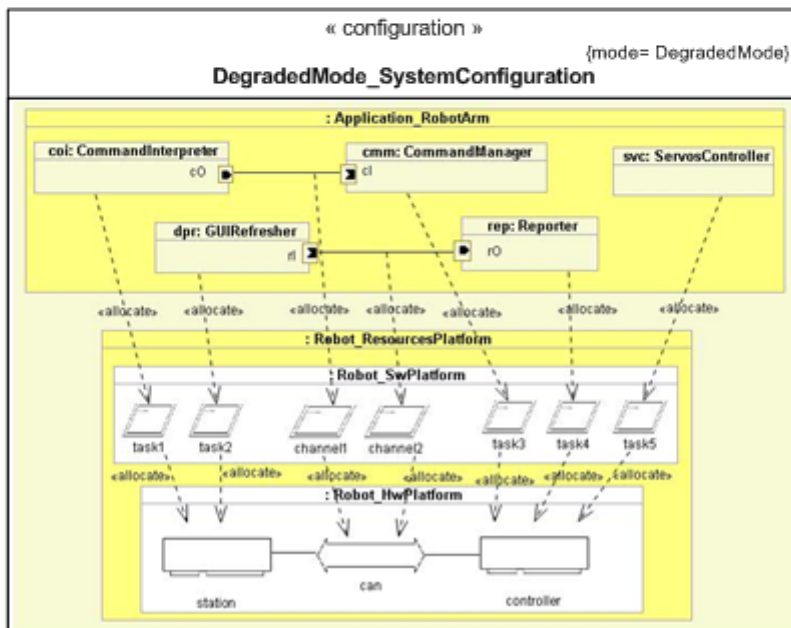 « configuration »
{mode= DegradedMode}
DegradedMode_SystemConfiguration
: Application_RobotArm
coi: CommandInterpreter
cO
cmm: CommandManager
cI
svc: ServosController
dpr: GUIRefresher
rI
rep: Reporter
rO
«allocate» «allocate» «allocate» «allocate» «allocate» «allocate» «allocate»
: Robot_ResourcesPlatform
: Robot_SwPlatform
task1 task2 channel1 channel2 task3 task4 task5
«allocate» «allocate» «allocate» «allocate» «allocate» «allocate» «allocate»
: Robot_HwPlatform
station can controller